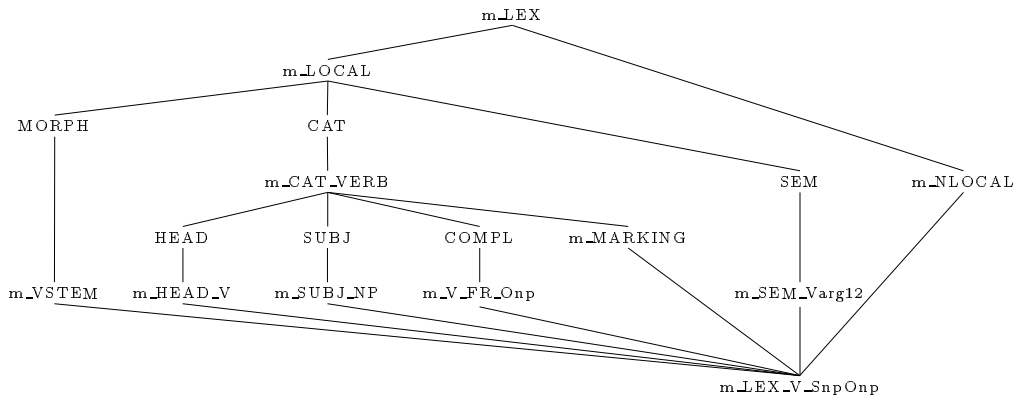 m_LEX
m_LOCAL
MORPH CAT
m_CAT_VERB SEM m_NLOCAL
HEAD SUBJ COMPL m_MARKING
m_VSTEM m_HEAD_V m_SUBJ_NP m_V_FR_Onp m_SEM_Varg12
m_LEX_V_SnpOnp